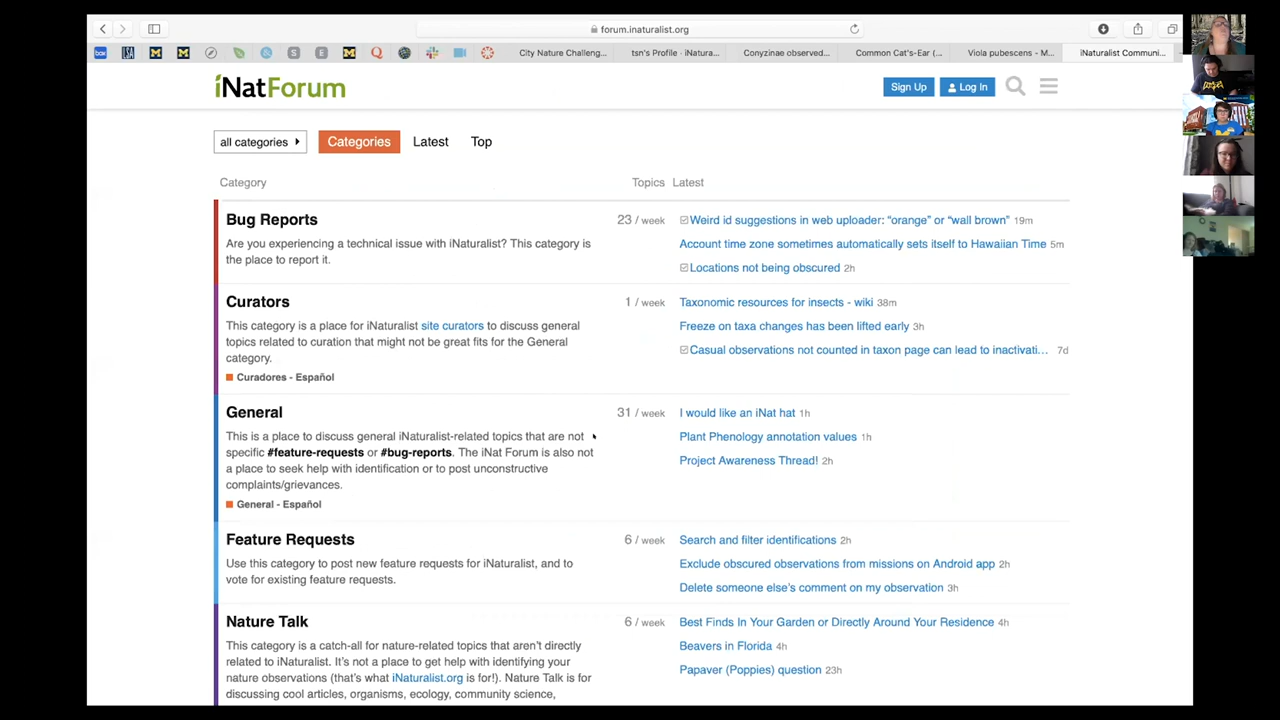 forum.inaturalist.org
City Nature Challeng...
tsn's Profile · iNatura...
Conyzinae observed...
Common Cat's-Ear (...
Viola pubescens - M...
iNaturalist Communi...
iNatForum
Sign Up
Log In
all categories
Categories
Latest
Top
Category
Topics
Latest
Bug Reports
Are you experiencing a technical issue with iNaturalist? This category is
the place to report it.
23 / week
Weird id suggestions in web uploader: “orange” or “wall brown” 19m
Account time zone sometimes automatically sets itself to Hawaiian Time 5m
Locations not being obscured 2h
Curators
This category is a place for iNaturalist site curators to discuss general
topics related to curation that might not be great fits for the General
category.
Curadores - Español
1 / week
Taxonomic resources for insects - wiki 38m
Freeze on taxa changes has been lifted early 3h
Casual observations not counted in taxon page can lead to inactivati... 7d
General
This is a place to discuss general iNaturalist-related topics that are not
specific #feature-requests or #bug-reports. The iNat Forum is also not
a place to seek help with identification or to post unconstructive
complaints/grievances.
General - Español
31 / week
I would like an iNat hat 1h
Plant Phenology annotation values 1h
Project Awareness Thread! 2h
Feature Requests
Use this category to post new feature requests for iNaturalist, and to
vote for existing feature requests.
6 / week
Search and filter identifications 2h
Exclude obscured observations from missions on Android app 2h
Delete someone else’s comment on my observation 3h
Nature Talk
This category is a catch-all for nature-related topics that aren’t directly
related to iNaturalist. It’s not a place to get help with identifying your
nature observations (that’s what iNaturalist.org is for!). Nature Talk is for
discussing cool articles, organisms, ecology, community science,
6 / week
Best Finds In Your Garden or Directly Around Your Residence 4h
Beavers in Florida 4h
Papaver (Poppies) question 23h